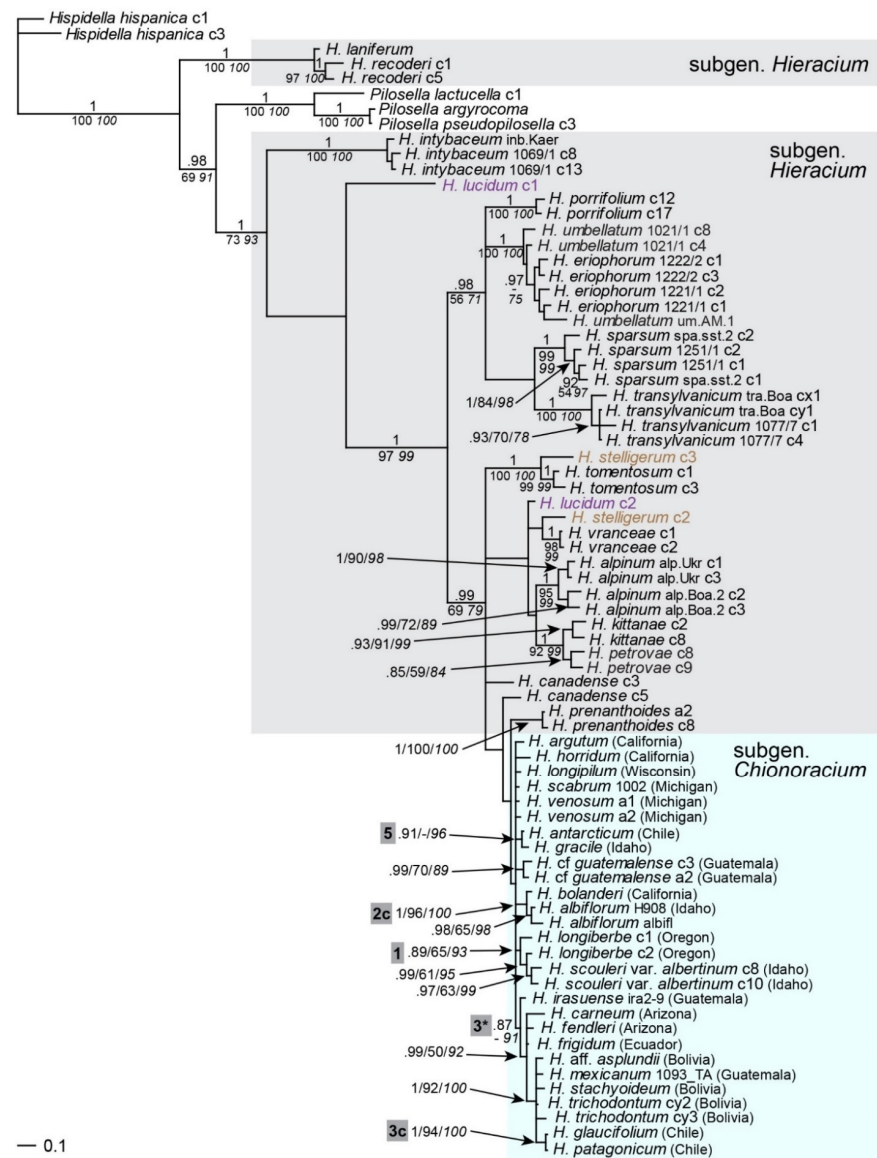 Hispidella hispanica c1
Hispidella hispanica c3
H. laniferum
1
1
H. recoderi c1
100 100
97 100
H. recoderi c5
subgen. Hieracium
1
Pilosella lactucella c1
1
100 100
1
Pilosella argyrocoma
100 100
100 100
Pilosella pseudopilosella c3
.98
69 91
1
H. intybaceum inb.Kaer
100 100
H. intybaceum 1069/1 c8
H. intybaceum 1069/1 c13
subgen.
Hieracium
H. lucidum c1
1
H. porrifolium c12
100 100
H. porrifolium c17
1
73 93
H. umbellatum 1021/1 c8
1
100 100
H. umbellatum 1021/1 c4
H. eriophorum 1222/2 c1
.97
-
75
H. eriophorum 1222/2 c3
.98
56 71
H. eriophorum 1221/1 c2
H. eriophorum 1221/1 c1
H. umbellatum um.AM.1
1
99
99
H. sparsum spa.sst.2 c2
H. sparsum 1251/1 c2
H. sparsum 1251/1 c1
.92
54 97
H. sparsum spa.sst.2 c1
1/84/98
1
100 100
H. transylvanicum tra.Boa cx1
H. transylvanicum tra.Boa cy1
.93/70/78
H. transylvanicum 1077/7 c1
H. transylvanicum 1077/7 c4
1
97 99
1
100 100
H. stelligerum c3
1
99 99
H. tomentosum c1
H. tomentosum c3
H. lucidum c2
H. stelligerum c2
1
98
99
H. vranceae c1
H. vranceae c2
1/90/98
H. alpinum alp.Ukr c1
1
95
99
H. alpinum alp.Ukr c3
H. alpinum alp.Boa.2 c2
.99
69 79
H. alpinum alp.Boa.2 c3
.99/72/89
H. kittanae c2
.93/91/99
1
92 99
H. kittanae c8
H. petrovae c8
.85/59/84
H. petrovae c9
H. canadense c3
H. canadense c5
H. prenanthoides a2
H. prenanthoides c8
1/100/100
H. argutum (California)
subgen.
Chionoracium
H. horridum (California)
H. longipilum (Wisconsin)
H. scabrum 1002 (Michigan)
H. venosum a1 (Michigan)
H. venosum a2 (Michigan)
5 .91/-/96
H. antarcticum (Chile)
H. gracile (Idaho)
.99/70/89
H. cf guatemalense c3 (Guatemala)
H. cf guatemalense a2 (Guatemala)
H. bolanderi (California)
2c 1/96/100
H. albiflorum H908 (Idaho)
.98/65/98
H. albiflorum albifl
H. longiberbe c1 (Oregon)
1 .89/65/93
H. longiberbe c2 (Oregon)
.99/61/95
H. scouleri var. albertinum c8 (Idaho)
.97/63/99
H. scouleri var. albertinum c10 (Idaho)
H. irasuense ira2-9 (Guatemala)
H. carneum (Arizona)
3* .87
- 91
H. fendleri (Arizona)
H. frigidum (Ecuador)
.99/50/92
H. aff. asplundii (Bolivia)
H. mexicanum 1093_TA (Guatemala)
1/92/100
H. stachyoideum (Bolivia)
H. trichodontum cy2 (Bolivia)
H. trichodontum cy3 (Bolivia)
3c 1/94/100
H. glaucifolium (Chile)
H. patagonicum (Chile)
0.1